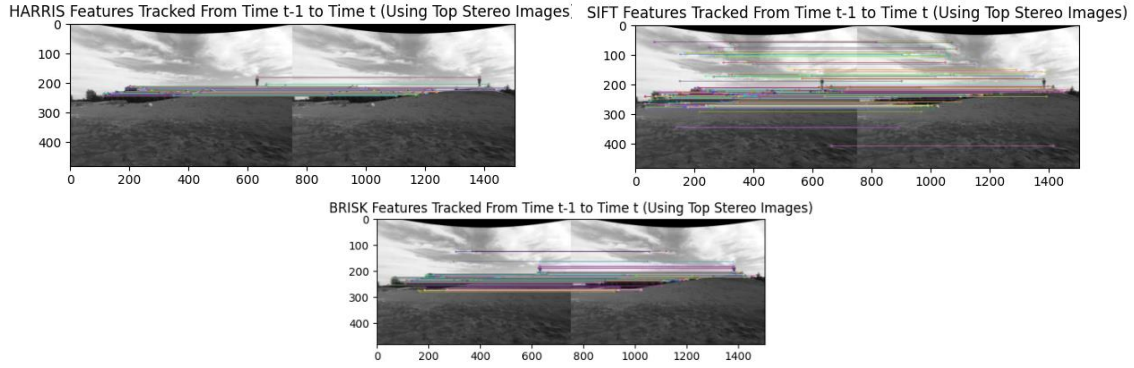 HARRIS Features Tracked From Time t-1 to Time t (Using Top Stereo Images)
0
100
200
300
400
0 200 400 600 800 1000 1200 1400
SIFT Features Tracked From Time t-1 to Time t (Using Top Stereo Images)
0
100
200
300
400
0 200 400 600 800 1000 1200 1400
BRISK Features Tracked From Time t-1 to Time t (Using Top Stereo Images)
0
100
200
300
400
0 200 400 600 800 1000 1200 1400